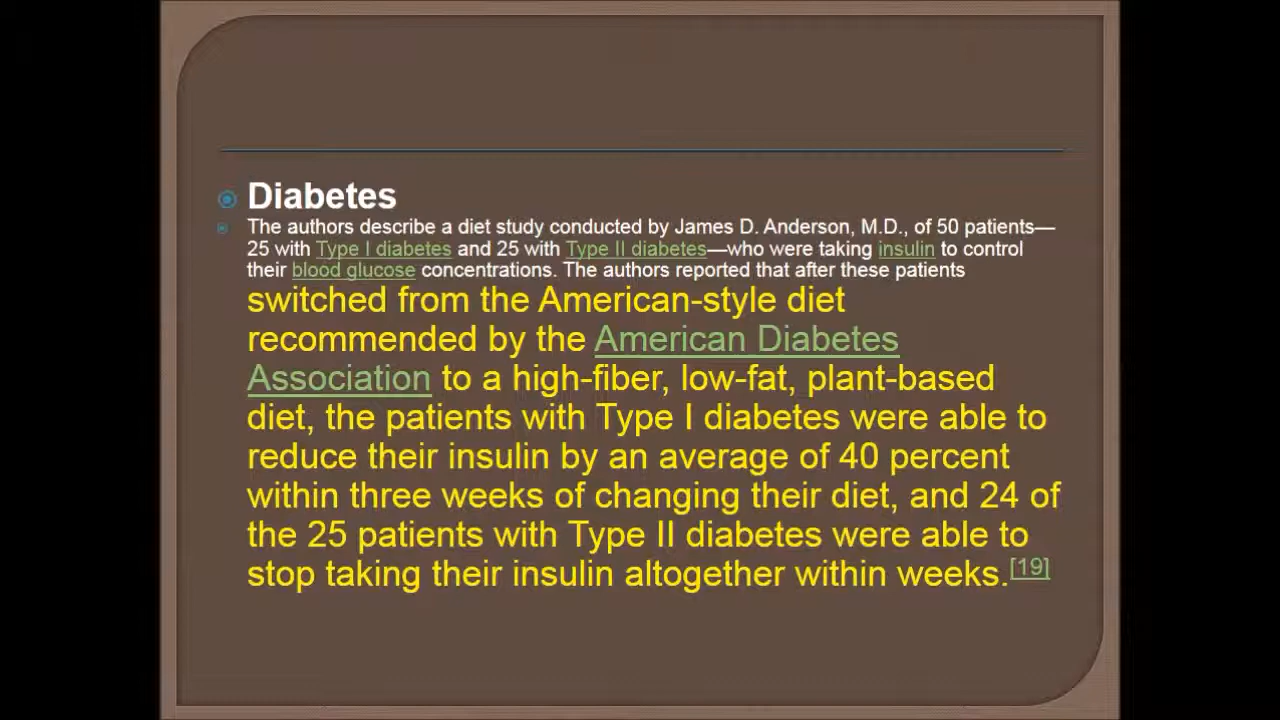 Diabetes
The authors describe a diet study conducted by James D. Anderson, M.D., of 50 patients—
25 with Type I diabetes and 25 with Type II diabetes—who were taking insulin to control
their blood glucose concentrations. The authors reported that after these patients
switched from the American-style diet
recommended by the American Diabetes
Association to a high-fiber, low-fat, plant-based
diet, the patients with Type I diabetes were able to
reduce their insulin by an average of 40 percent
within three weeks of changing their diet, and 24 of
the 25 patients with Type II diabetes were able to
stop taking their insulin altogether within weeks.[19]